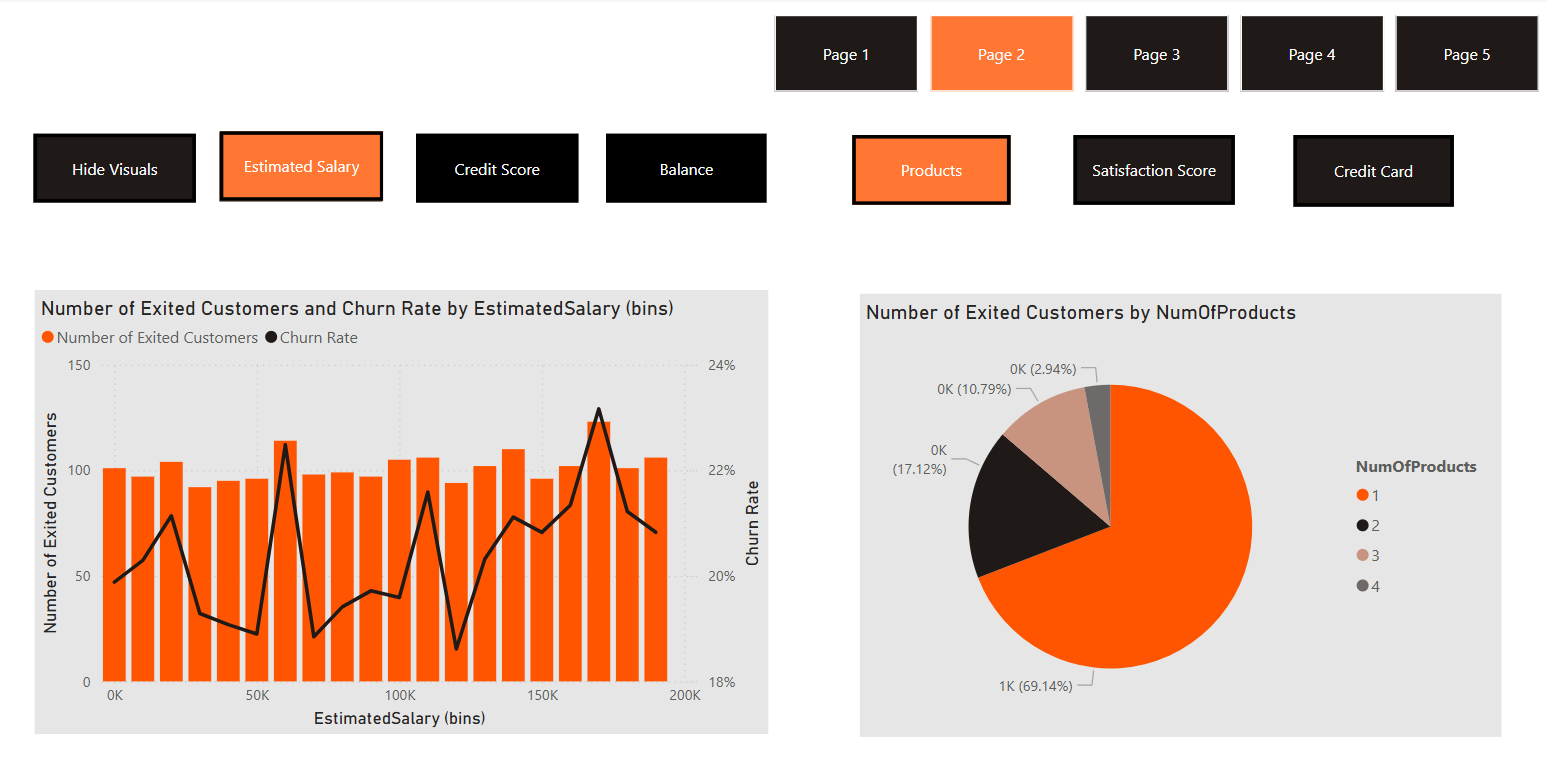 Page 1
Page 2
Page 3
Page 4
Page 5
Hide Visuals
Estimated Salary
Credit Score
Balance
Products
Satisfaction Score
Credit Card
Number of Exited Customers and Churn Rate by EstimatedSalary (bins)
Number of Exited Customers
Churn Rate
150
100
50
0
Number of Exited Customers
24%
22%
20%
18%
Churn Rate
0K
50K
100K
150K
200K
EstimatedSalary (bins)
Number of Exited Customers by NumOfProducts
0K (2.94%)
0K (10.79%)
0K
(17.12%)
1K (69.14%)
NumOfProducts
1
2
3
4